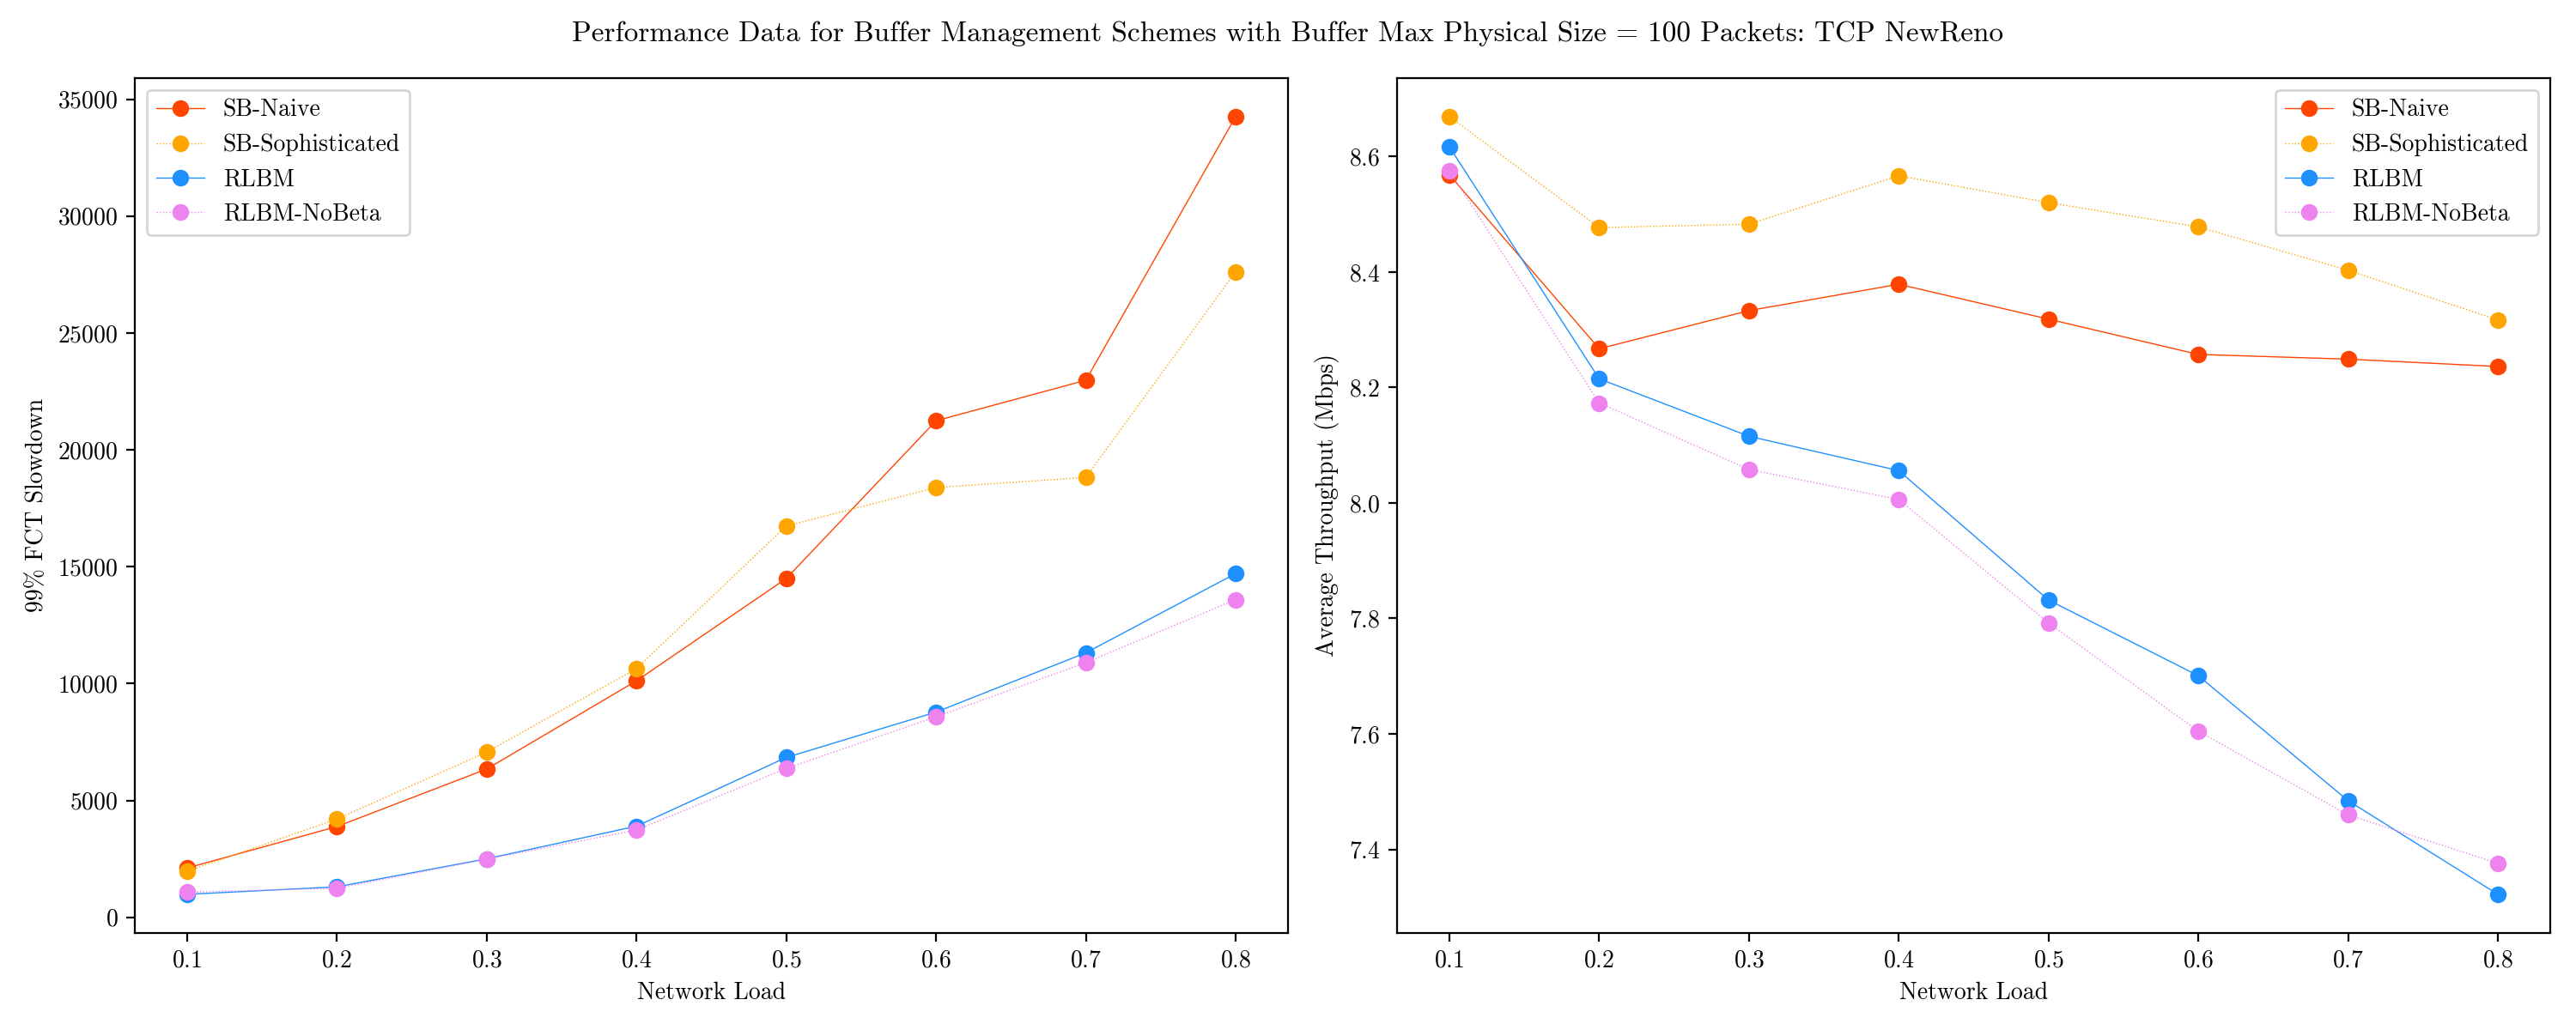 Performance Data for Buffer Management Schemes with Buffer Max Physical Size = 100 Packets: TCP NewReno
35000
30000
25000
20000
15000
10000
5000
0
99% FCT Slowdown
SB-Naive
SB-Sophisticated
RLBM
RLBM-NoBeta
0.1 0.2 0.3 0.4 0.5 0.6 0.7 0.8
Network Load
8.6
8.4
8.2
8.0
7.8
7.6
7.4
Average Throughput (Mbps)
SB-Naive
SB-Sophisticated
RLBM
RLBM-NoBeta
0.1 0.2 0.3 0.4 0.5 0.6 0.7 0.8
Network Load